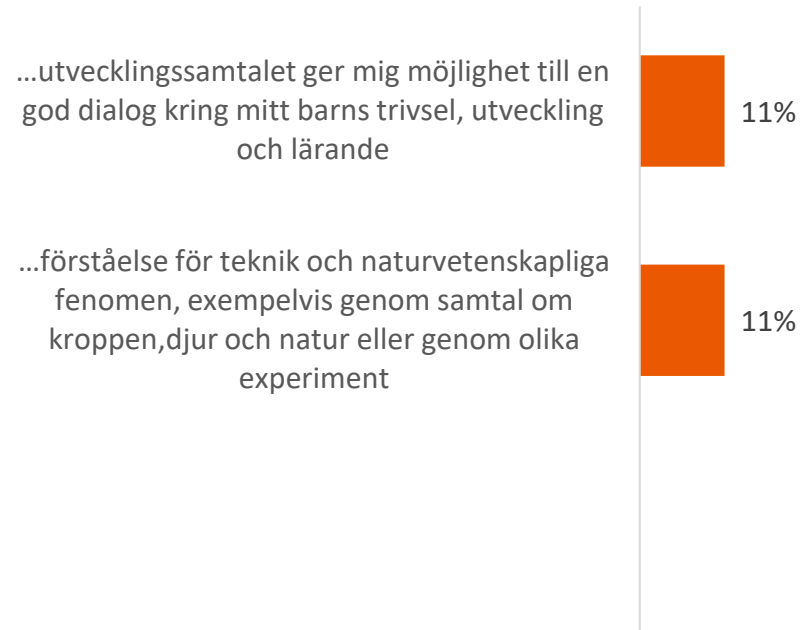 ...utvecklingssamtalet ger mig möjlighet till en
god dialog kring mitt barns trivsel, utveckling
och lärande
11%
...förståelse för teknik och naturvetenskapliga
fenomen, exempelvis genom samtal om
kroppen,djur och natur eller genom olika
experiment
11%